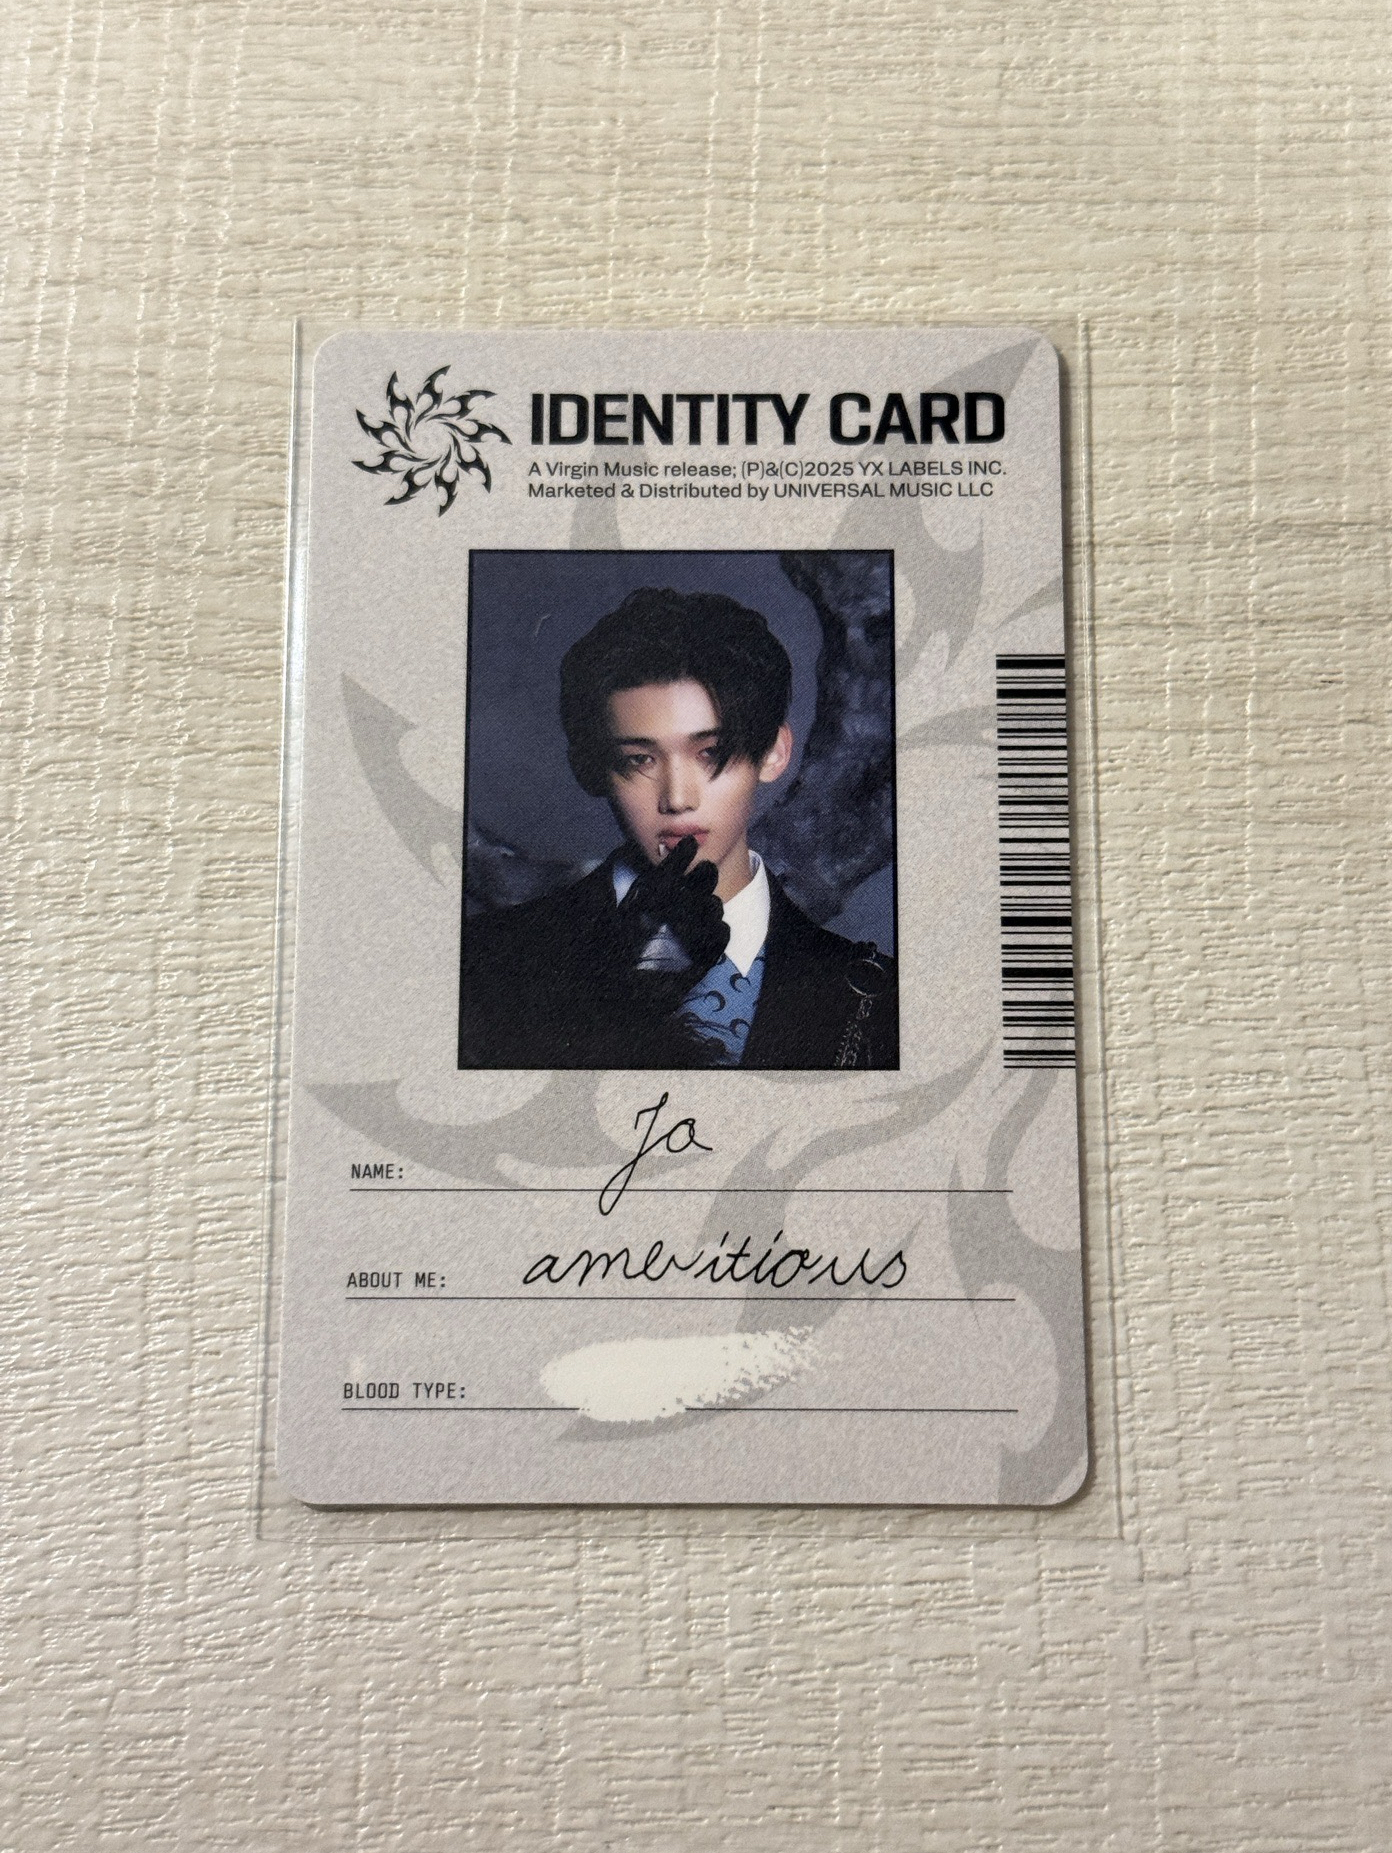 IDENTITY CARD
A Virgin Music release; (P)&(C)2025 YX LABELS INC.
Marketed & Distributed by UNIVERSAL MUSIC LLC
NAME: Jo
ABOUT ME: ambitious
BLOOD TYPE: